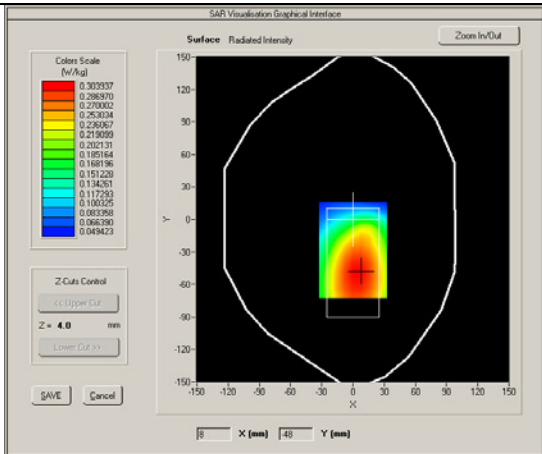 SAR Visualisation Graphical Interface
Colors Scale
(W/kg)
0.303937
0.286970
0.270002
0.253034
0.236067
0.219099
0.202131
0.185164
0.168196
0.151228
0.134261
0.117293
0.100325
0.083358
0.066390
0.049423
Surface Radiated Intensity
Zoom In/Out
150
120
90
60
30
0
-30
-60
-90
-120
-150
Y
-150 -120 -90 -60 -30 0 30 60 90 120 150
X
Z-Cuts Control
<< Upper Cut
Z = 4.0 mm
Lower Cut >>
SAVE Cancel
8 X (mm) -48 Y (mm)